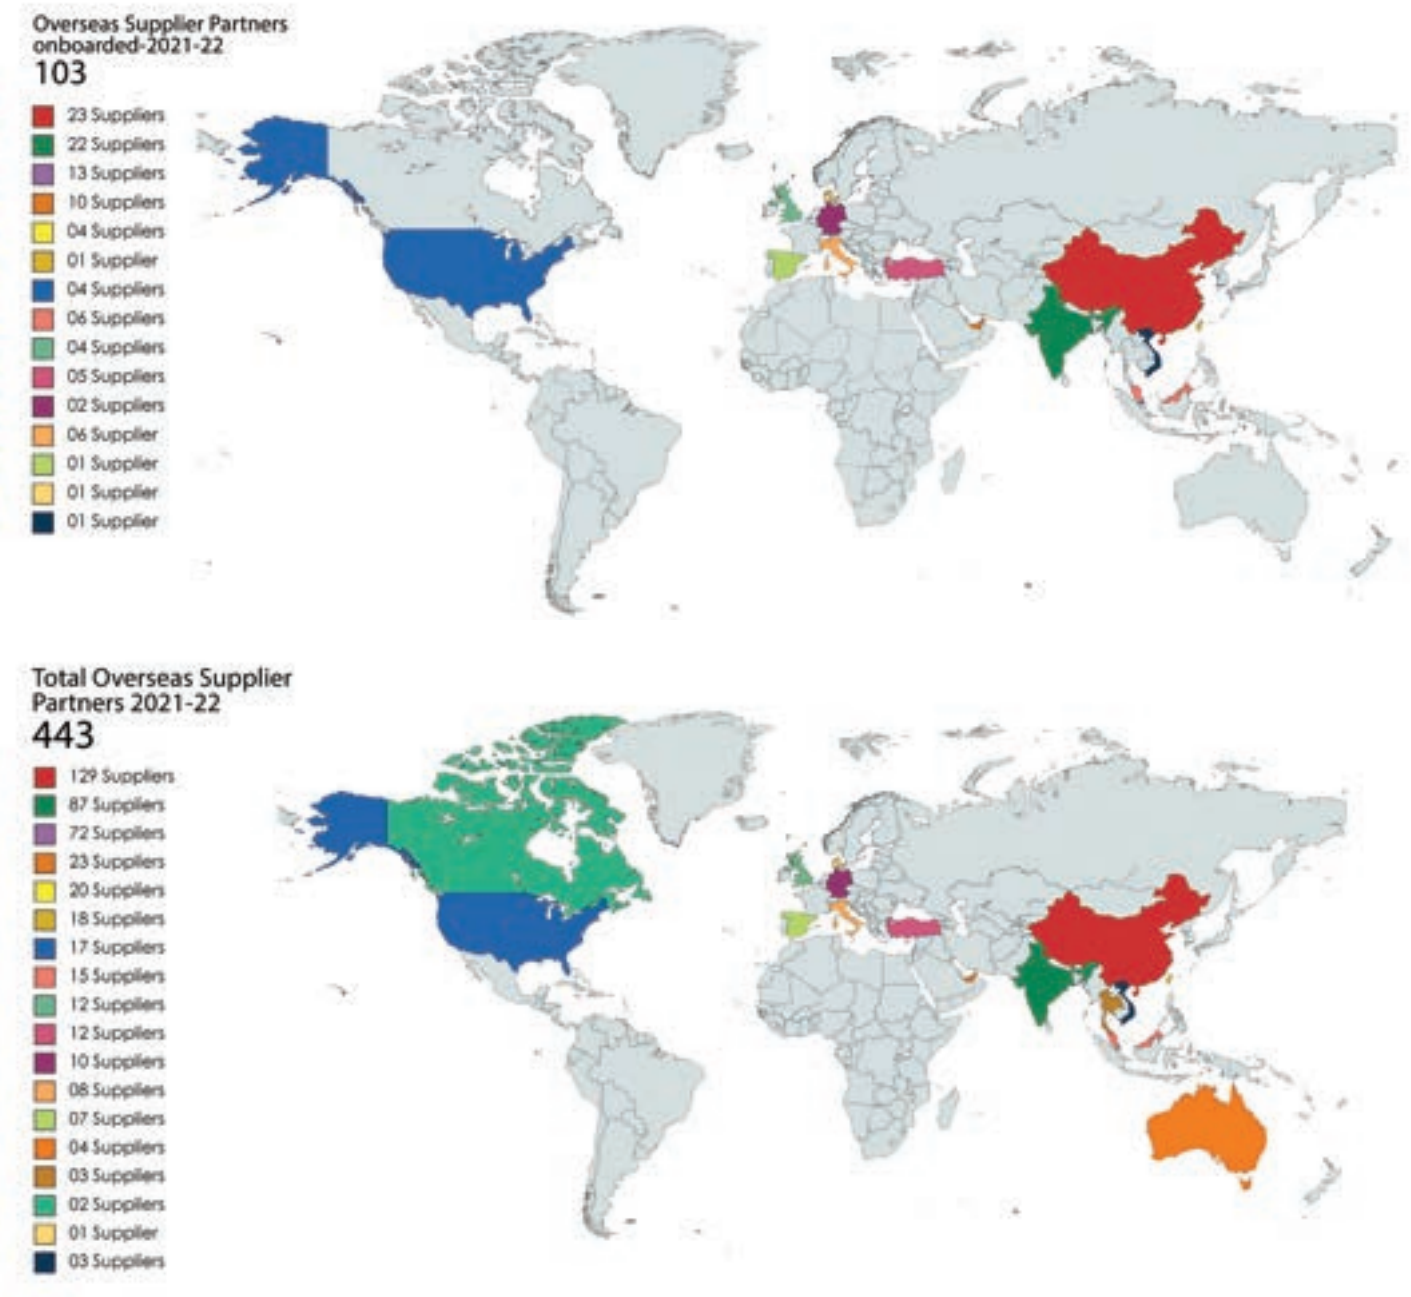 Overseas Supplier Partners
onboarded-2021-22
103
23 Suppliers
22 Suppliers
13 Suppliers
10 Suppliers
04 Suppliers
01 Supplier
04 Suppliers
06 Suppliers
04 Suppliers
05 Suppliers
02 Suppliers
06 Supplier
01 Supplier
01 Supplier
01 Supplier
Total Overseas Supplier
Partners 2021-22
443
129 Suppliers
87 Suppliers
72 Suppliers
23 Suppliers
20 Suppliers
18 Suppliers
17 Suppliers
15 Suppliers
12 Suppliers
12 Suppliers
10 Suppliers
08 Suppliers
07 Suppliers
04 Suppliers
03 Suppliers
02 Suppliers
01 Supplier
03 Suppliers